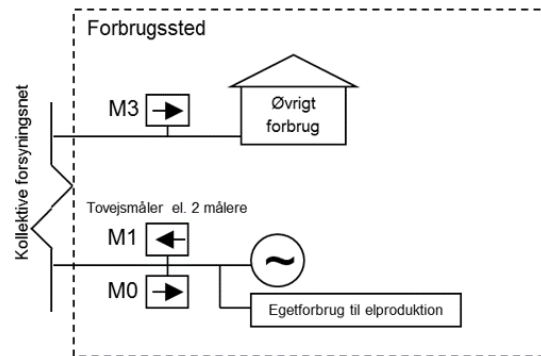 Forbrugssted
Kollektive forsyningsnet
M3
Øvrigt
forbrug
Tovejsmåler el. 2 målere
M1
M0
~
Egetforbrug til elproduktion